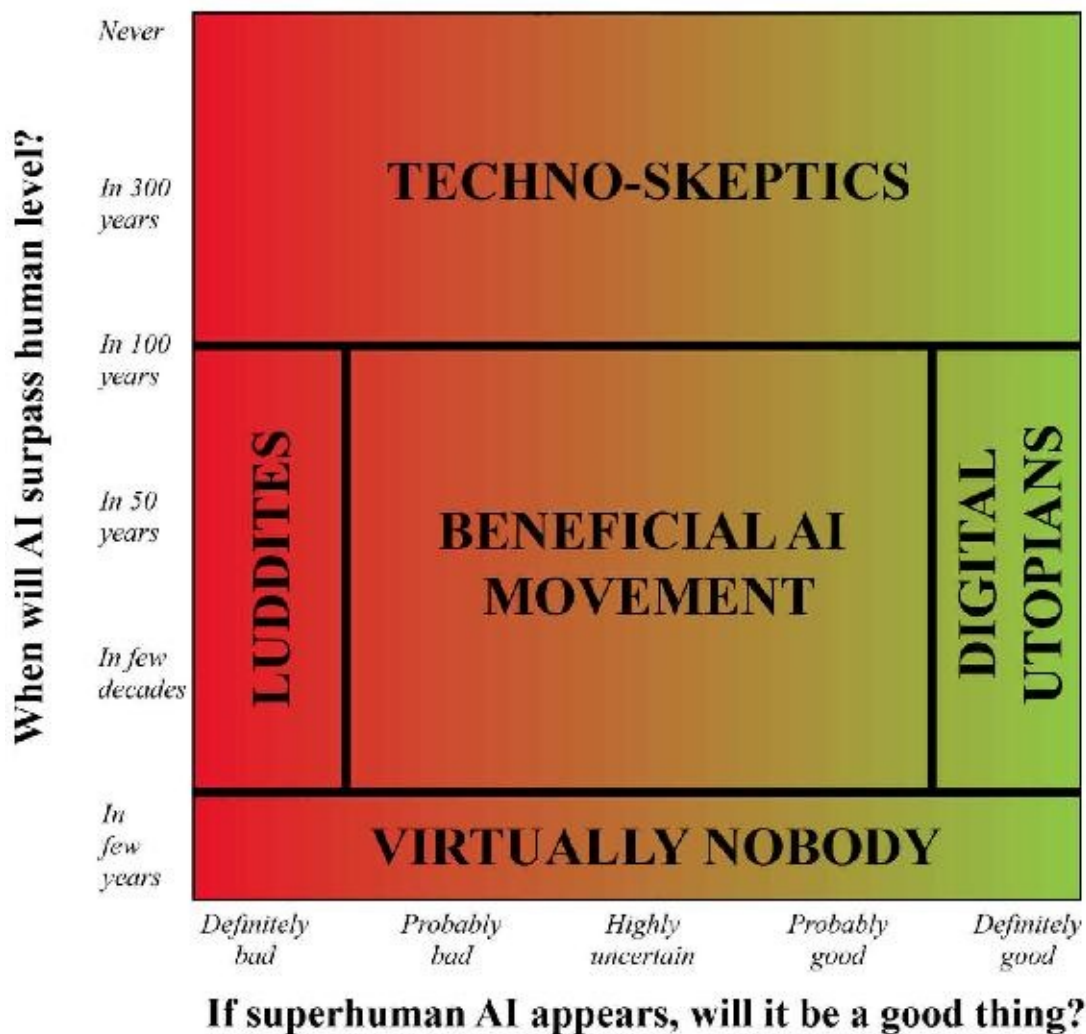 When will AI surpass human level?
Never
In 300
years
In 100
years
In 50
years
In few
decades
In
few
years
TECHNO-SKEPTICS
LUDDITES
BENEFICIAL AI
MOVEMENT
DIGITAL
UTOPIANS
VIRTUALLY NOBODY
Definitely
bad
Probably
bad
Highly
uncertain
Probably
good
Definitely
good
If superhuman AI appears, will it be a good thing?